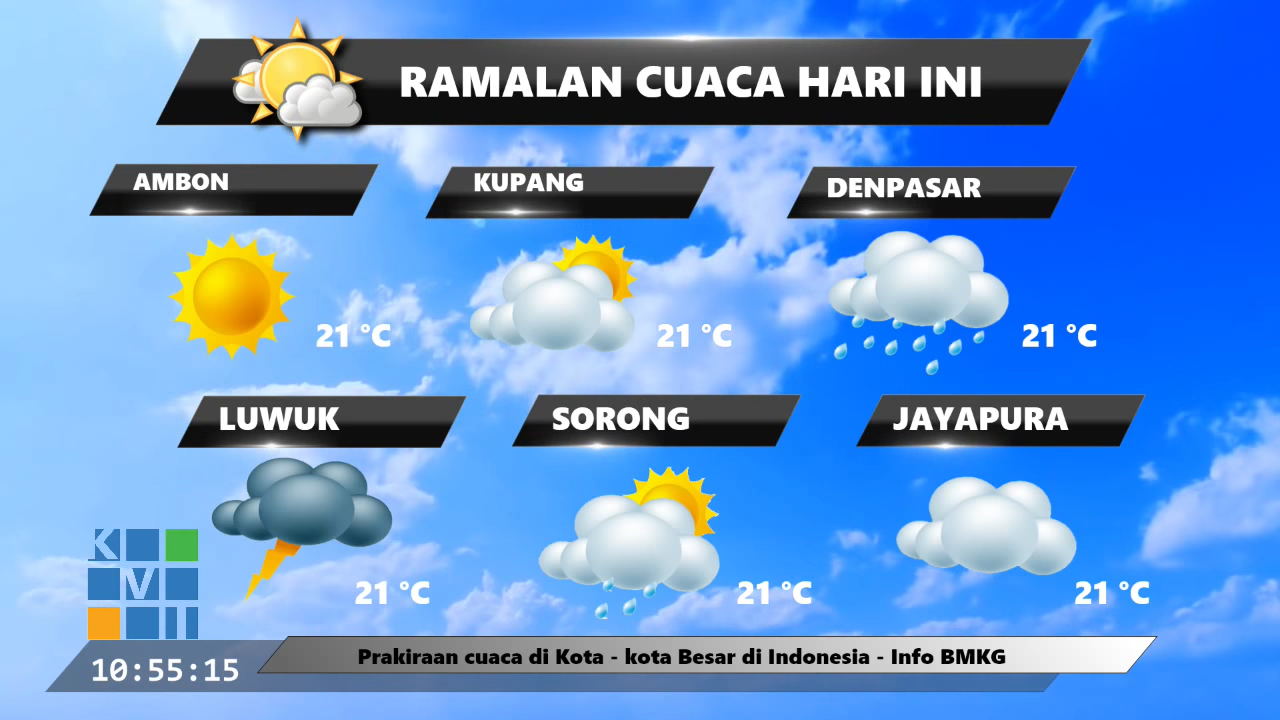 RAMALAN CUACA HARI INI
AMBON
KUPANG
DENPASAR
21 °C
21 °C
21 °C
LUWUK
SORONG
JAYAPURA
21 °C
21 °C
21 °C
K
V
10:55:15
Prakiraan cuaca di Kota - kota Besar di Indonesia - Info BMKG